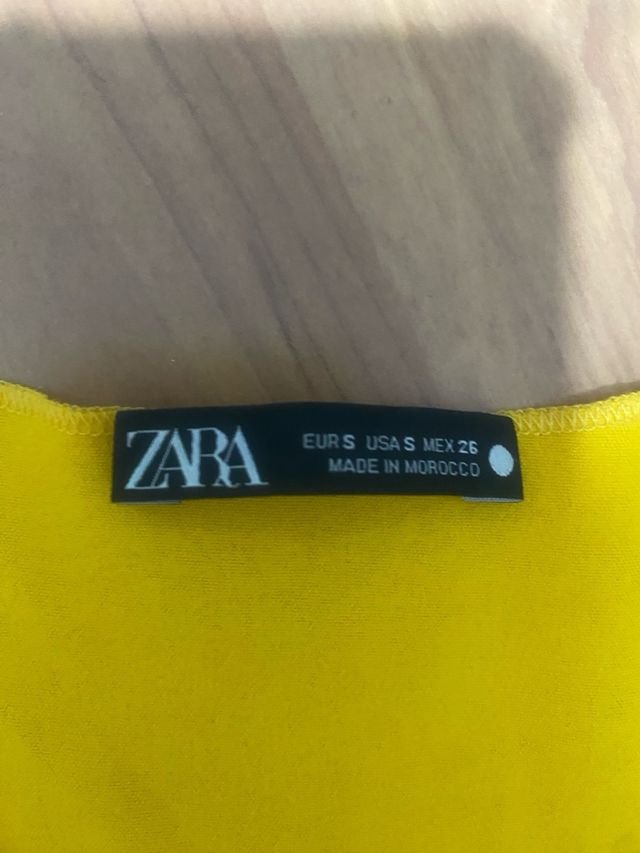 ZARA
EUR S USA S MEX 26
MADE IN MOROCCO